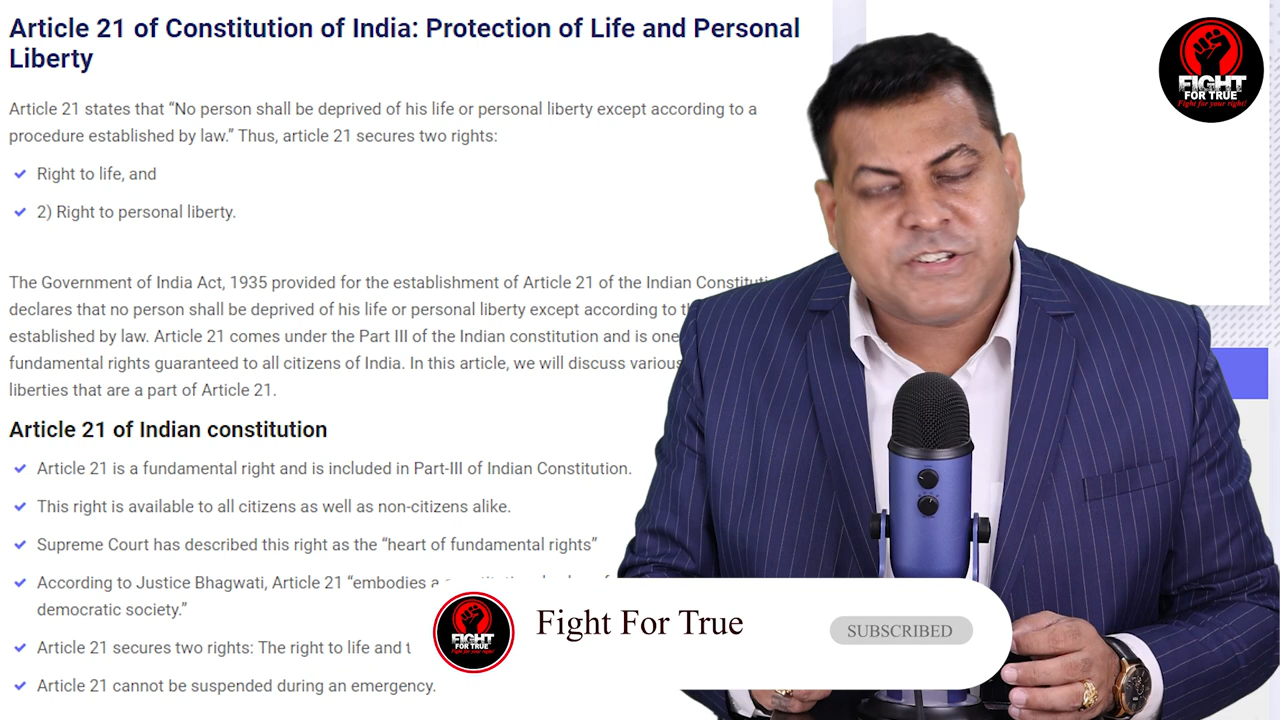 Article 21 of Constitution of India: Protection of Life and Personal
Liberty
Article 21 states that “No person shall be deprived of his life or personal liberty except according to a
procedure established by law.” Thus, article 21 secures two rights:
Right to life, and
2) Right to personal liberty.
The Government of India Act, 1935 provided for the establishment of Article 21 of the Indian
declares that no person shall be deprived of his life or personal liberty except according to
established by law. Article 21 comes under the Part III of the Indian constitution and is one
fundamental rights guaranteed to all citizens of India. In this article, we will discuss various
liberties that are a part of Article 21.
Article 21 of Indian constitution
Article 21 is a fundamental right and is included in Part-III of Indian Constitution.
This right is available to all citizens as well as non-citizens alike.
Supreme Court has described this right as the “heart of fundamental rights”
According to Justice Bhagwati, Article 21 “embodies a
democratic society.”
Article 21 secures two rights: The right to life and
Article 21 cannot be suspended during an emergency.
FIGHT
FOR TRUE
Fight for your right!
FIGHT
FOR TRUE
Fight for your right!
Fight For True
SUBSCRIBED